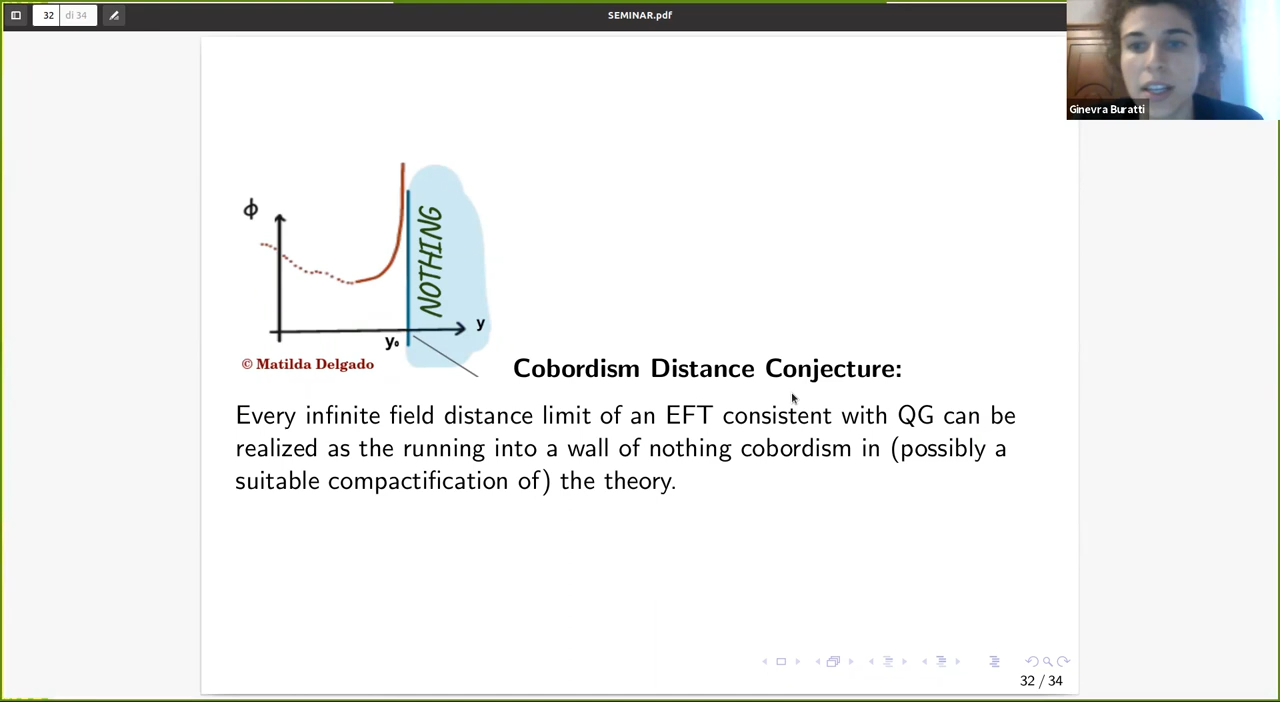 32 di 34
SEMINAR.pdf
Ginevra Buratti
ϕ
NOTHING
y
y₀
© Matilda Delgado
Cobordism Distance Conjecture:
Every infinite field distance limit of an EFT consistent with QG can be
realized as the running into a wall of nothing cobordism in (possibly a
suitable compactification of) the theory.
32 / 34